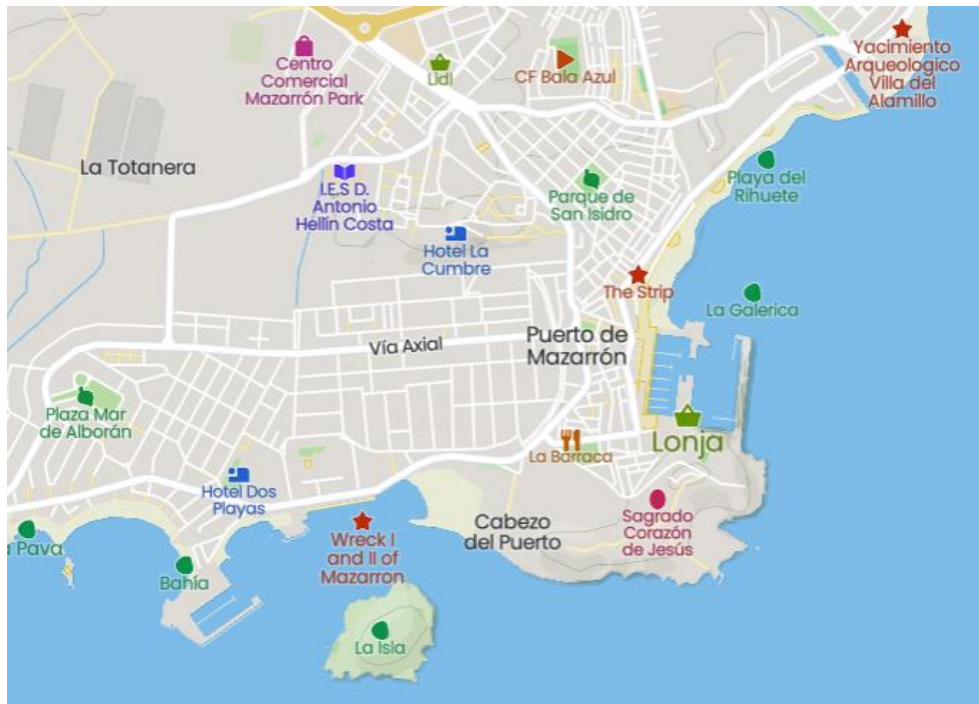 Yacimiento
Arqueologico
Villa del
Alamillo
Centro
Comercial
Mazarrón Park
Lidl
CF Bala Azul
La Totanera
I.E.S D.
Antonio
Hellín Costa
Parque de
San Isidro
Playa del
Rihuete
Hotel La
Cumbre
The Strip
La Galerica
Puerto de
Mazarrón
Vía Axial
Plaza Mar
de Alborán
La Barraca
Lonja
Hotel Dos
Playas
Sagrado
Corazón
de Jesús
Cabezo
del Puerto
Wreck I
and II of
Mazarron
a Pava
Bahía
La Isla